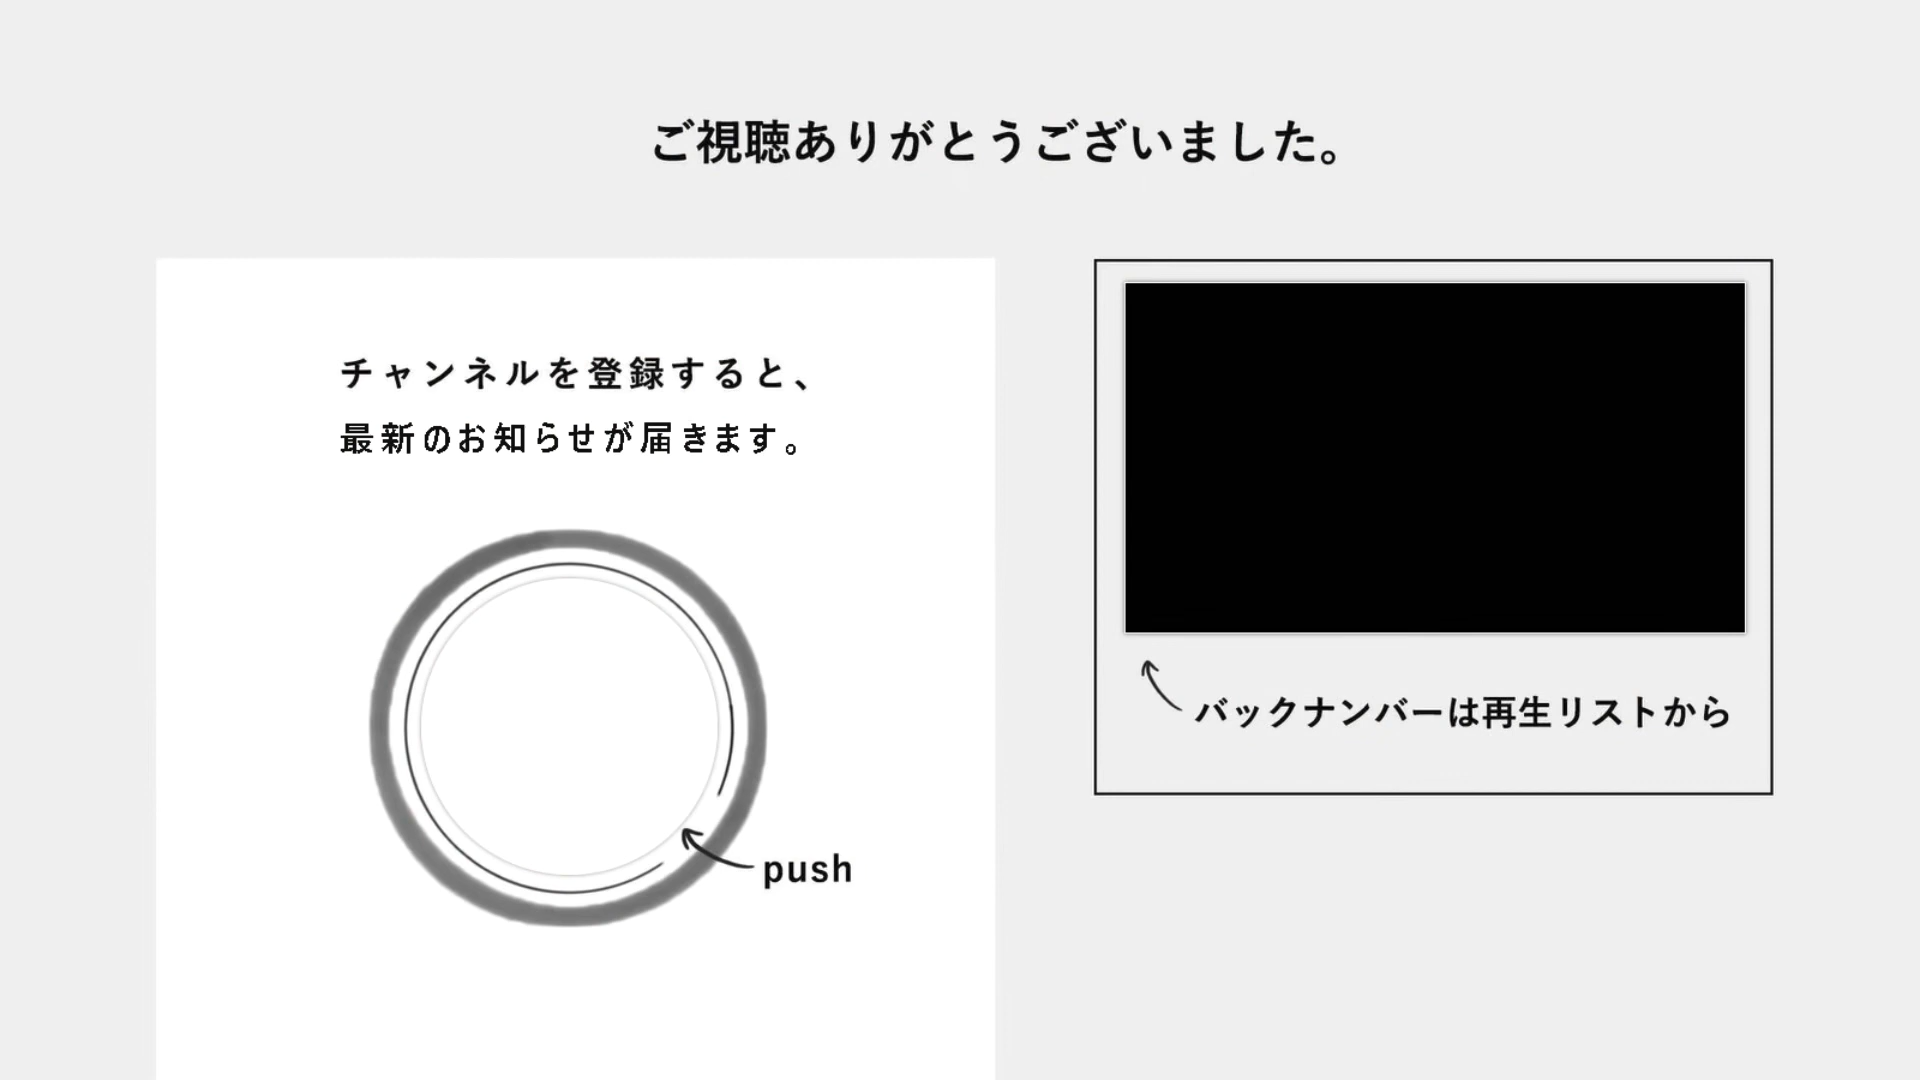 ご視聴ありがとうございました。
チャンネルを登録すると、
最新のお知らせが届きます。
push
バックナンバーは再生リストから